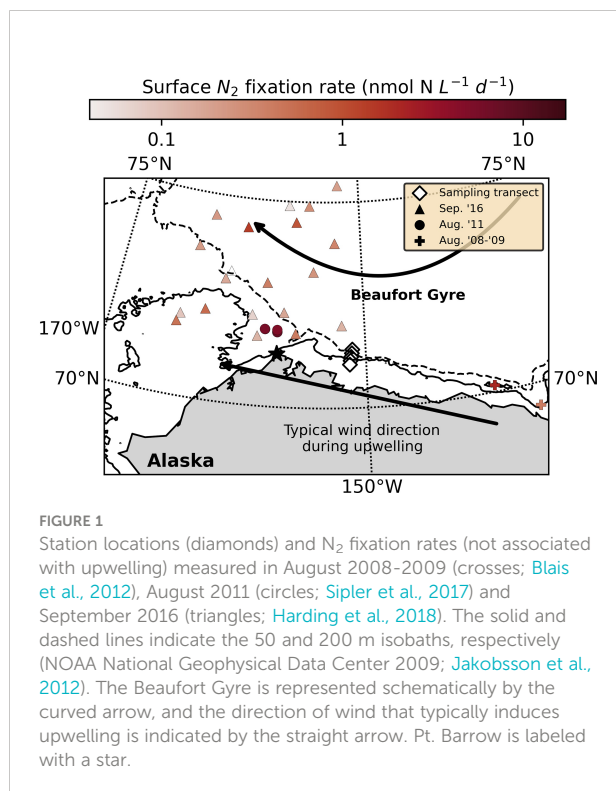 Surface N₂ fixation rate (nmol N L⁻¹ d⁻¹)
0.1 1 10
75°N 75°N
Sampling transect
Sep. '16
Aug. '11
Aug. '08-'09
Beaufort Gyre
170°W
70°N 70°N
Typical wind direction
during upwelling
Alaska
150°W
FIGURE 1
Station locations (diamonds) and N₂ fixation rates (not associated
with upwelling) measured in August 2008-2009 (crosses; Blais
et al., 2012), August 2011 (circles; Sipler et al., 2017) and
September 2016 (triangles; Harding et al., 2018). The solid and
dashed lines indicate the 50 and 200 m isobaths, respectively
(NOAA National Geophysical Data Center 2009; Jakobsson et al.,
2012). The Beaufort Gyre is represented schematically by the
curved arrow, and the direction of wind that typically induces
upwelling is indicated by the straight arrow. Pt. Barrow is labeled
with a star.